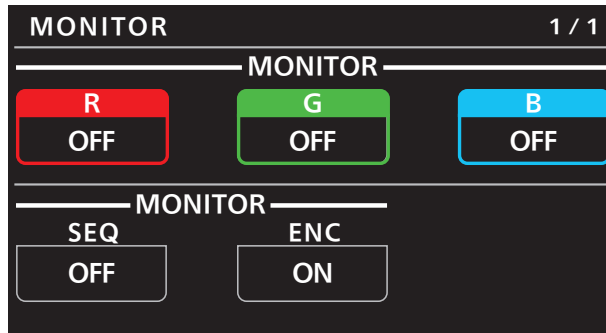 MONITOR 1/1
MONITOR
R G B
OFF OFF OFF
MONITOR
SEQ ENC
OFF ON